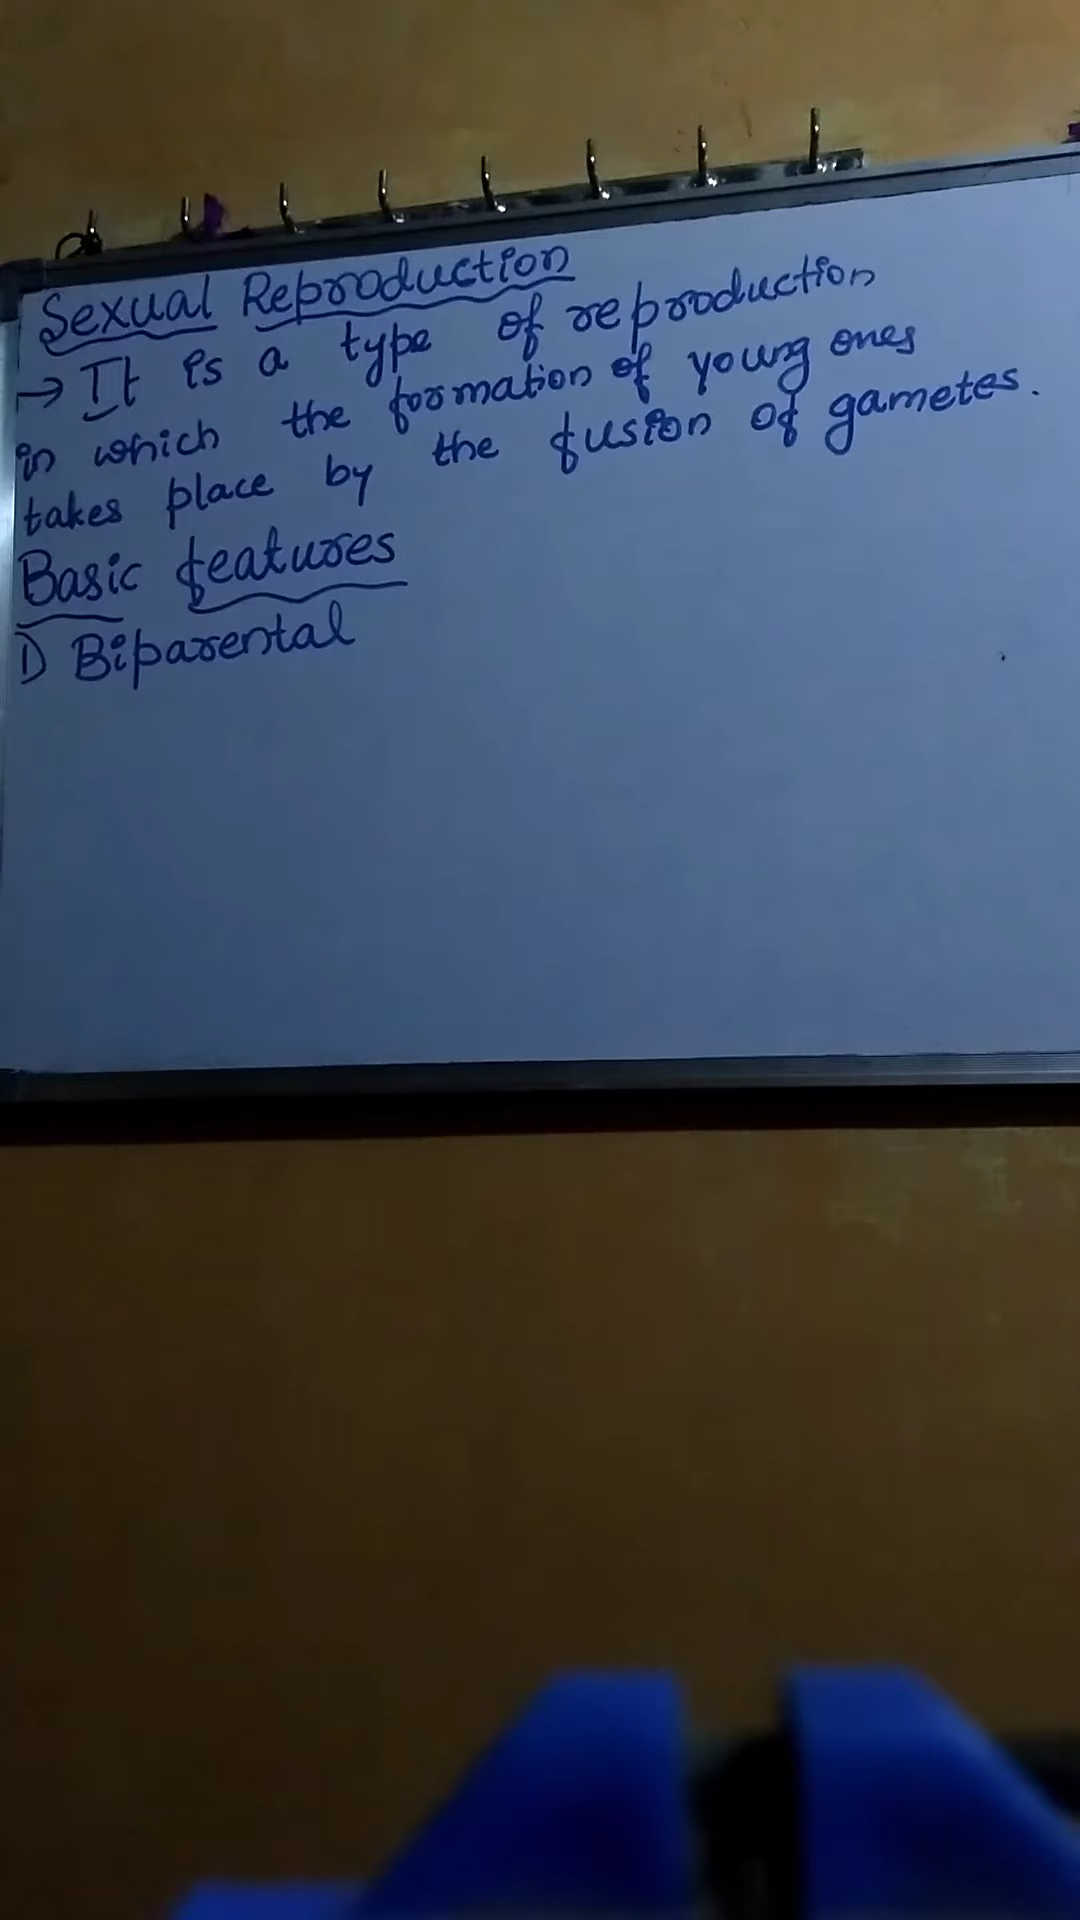 Sexual Reproduction
→ It is a type of reproduction
in which the formation of young ones
takes place by the fusion of gametes.
Basic features
1) Biparental